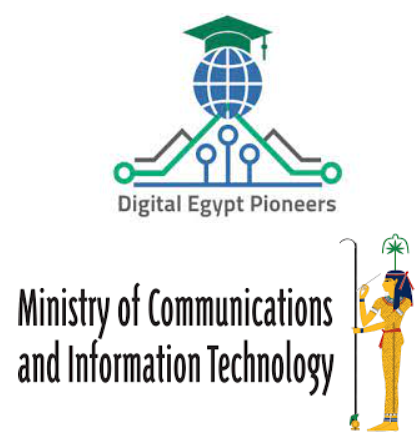 Digital Egypt Pioneers
Ministry of Communications
and Information Technology